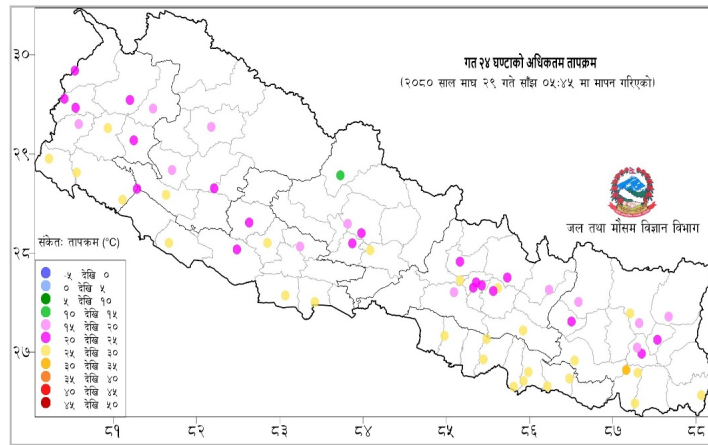 गत २४ घण्टाको अधिकतम तापक्रम
(२०८० साल माघ २९ गते साँझ ०५:४५ मा मापन गरिएको)
जल तथा मौसम विज्ञान विभाग
३०
२९
२८
२७
संकेतः तापक्रम (°C)
-५ देखि ०
० देखि ५
५ देखि १०
१० देखि १५
१५ देखि २०
२० देखि २५
२५ देखि ३०
३० देखि ३५
३५ देखि ४०
४० देखि ४५
४५ देखि ५०
८१ ८२ ८३ ८४ ८५ ८६ ८७ ८८